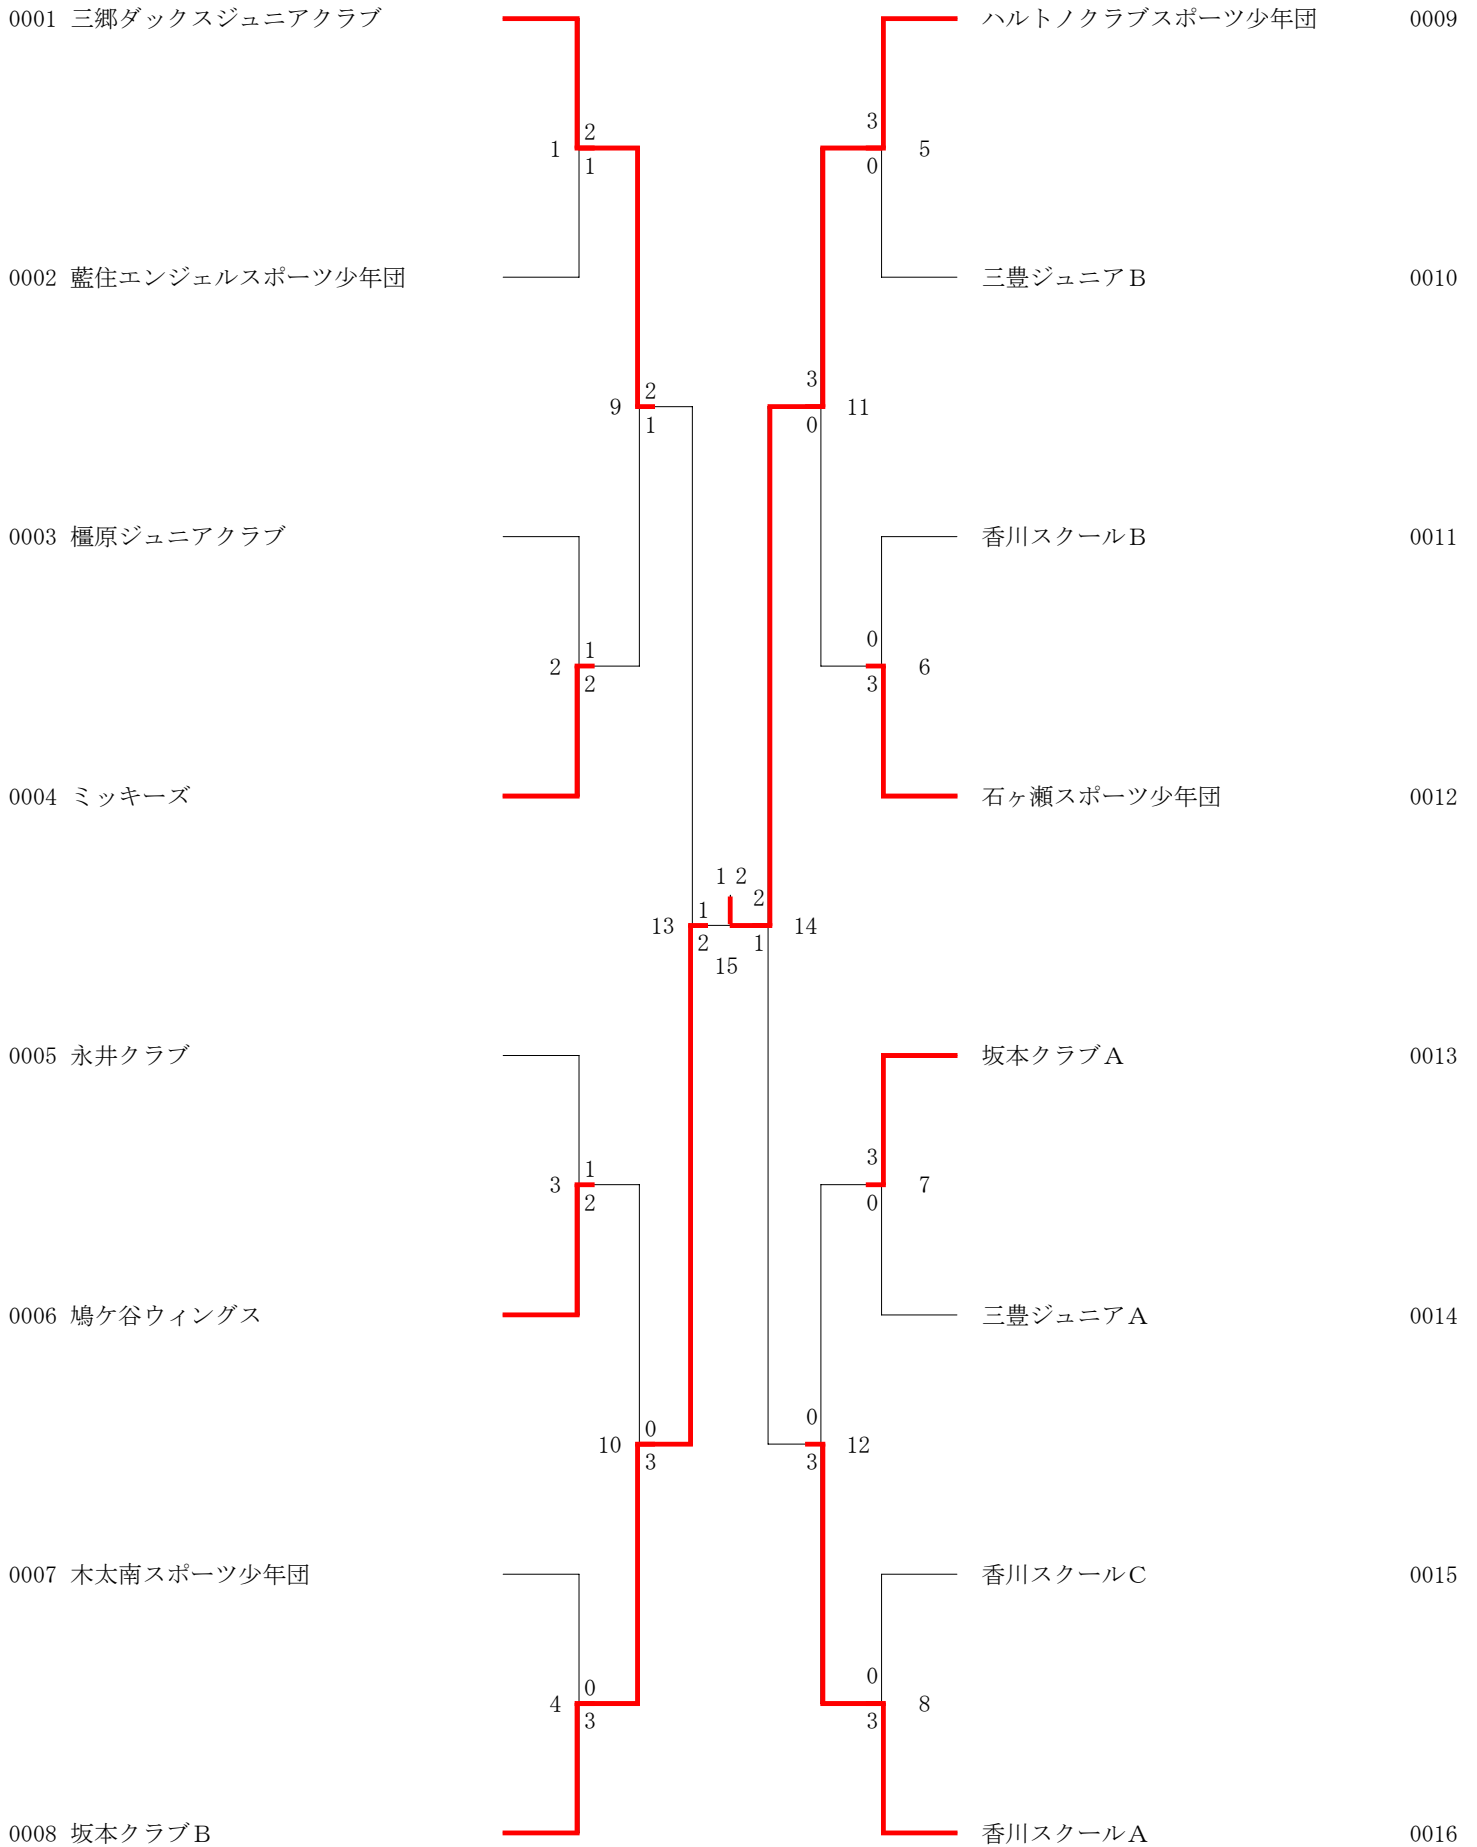 0001 三郷ダックスジュニアクラブ
ハルトノクラブスポーツ少年団 0009
2
3
1
5
1
0
0002 藍住エンジェルスポーツ少年団
三豊ジュニアB 0010
2
3
9
11
1
0
0003 橿原ジュニアクラブ
香川スクールB 0011
1
0
2
6
2
3
0004 ミッキーズ
石ヶ瀬スポーツ少年団 0012
1 2
1
2
13
14
2
1
15
0005 永井クラブ
坂本クラブA 0013
1
3
3
7
2
0
0006 鳩ケ谷ウィングス
三豊ジュニアA 0014
0
0
10
12
3
3
0007 木太南スポーツ少年団
香川スクールC 0015
0
0
4
8
3
3
0008 坂本クラブB
香川スクールA 0016